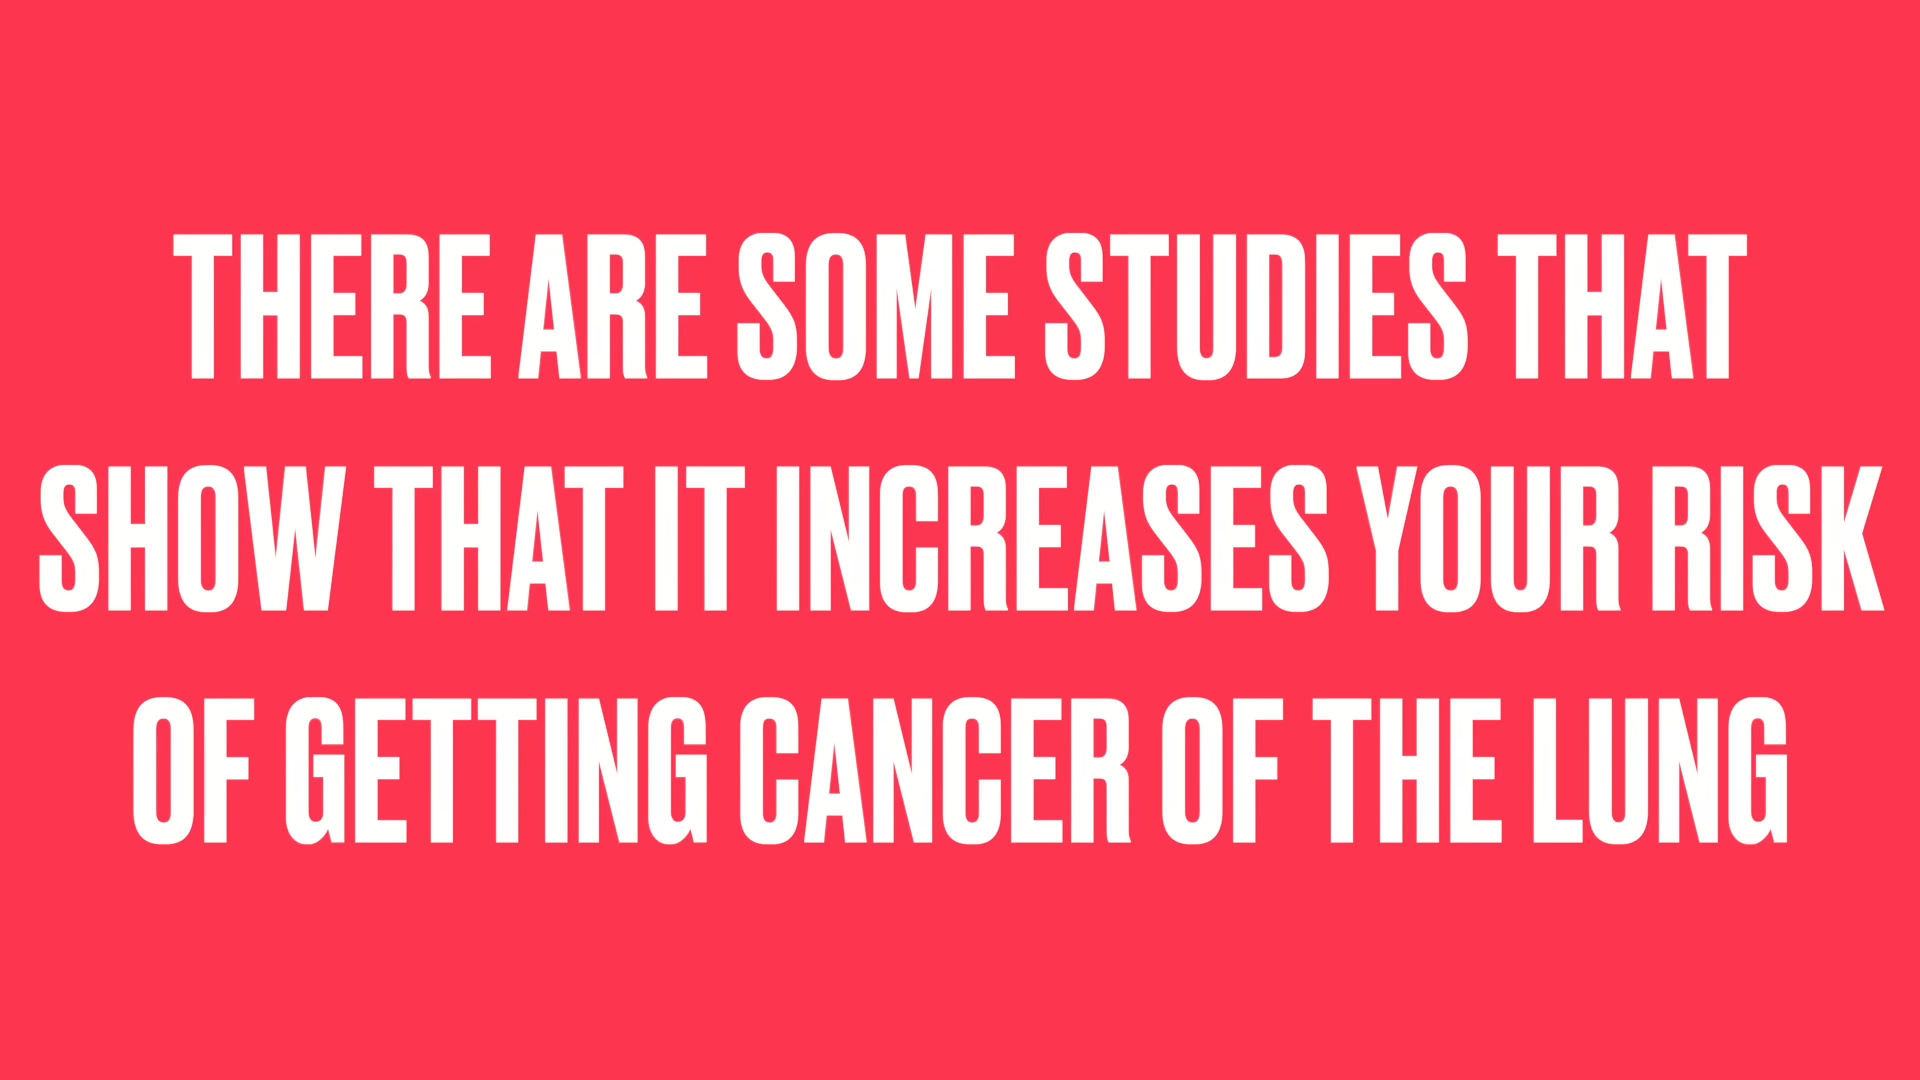 THERE ARE SOME STUDIES THAT
SHOW THAT IT INCREASES YOUR RISK
OF GETTING CANCER OF THE LUNG